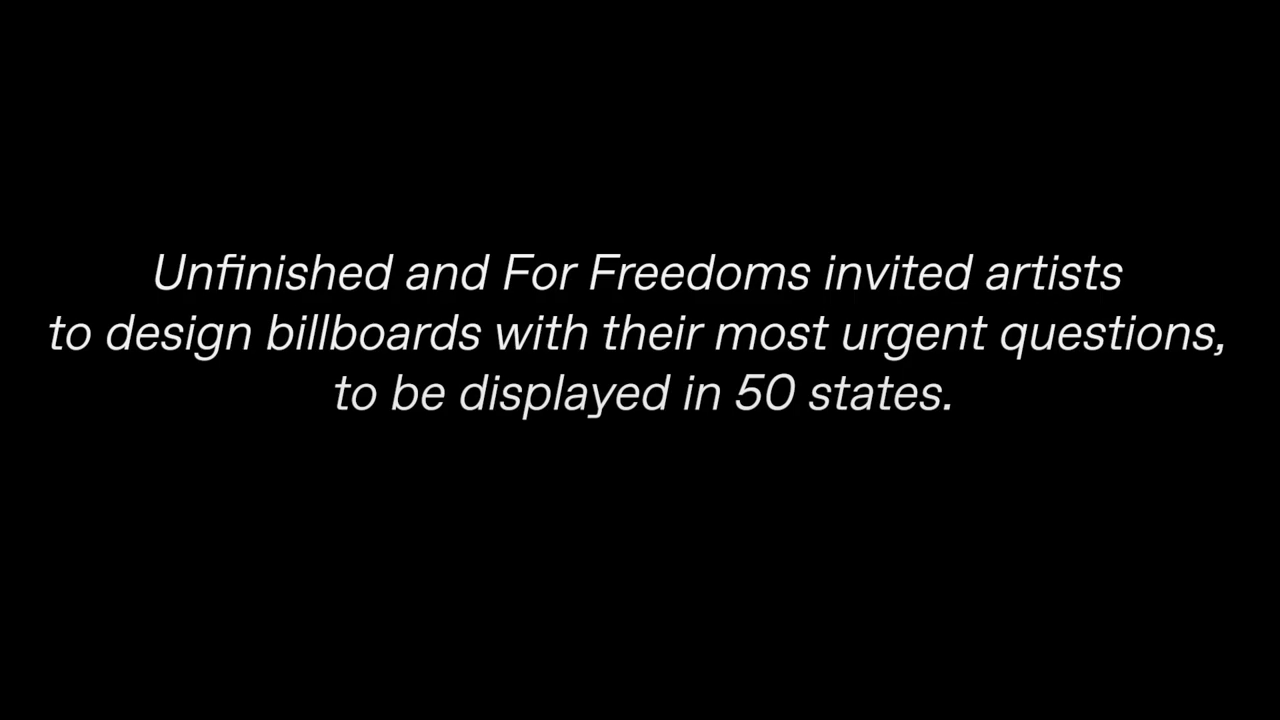 Unfinished and For Freedoms invited artists
to design billboards with their most urgent questions,
to be displayed in 50 states.